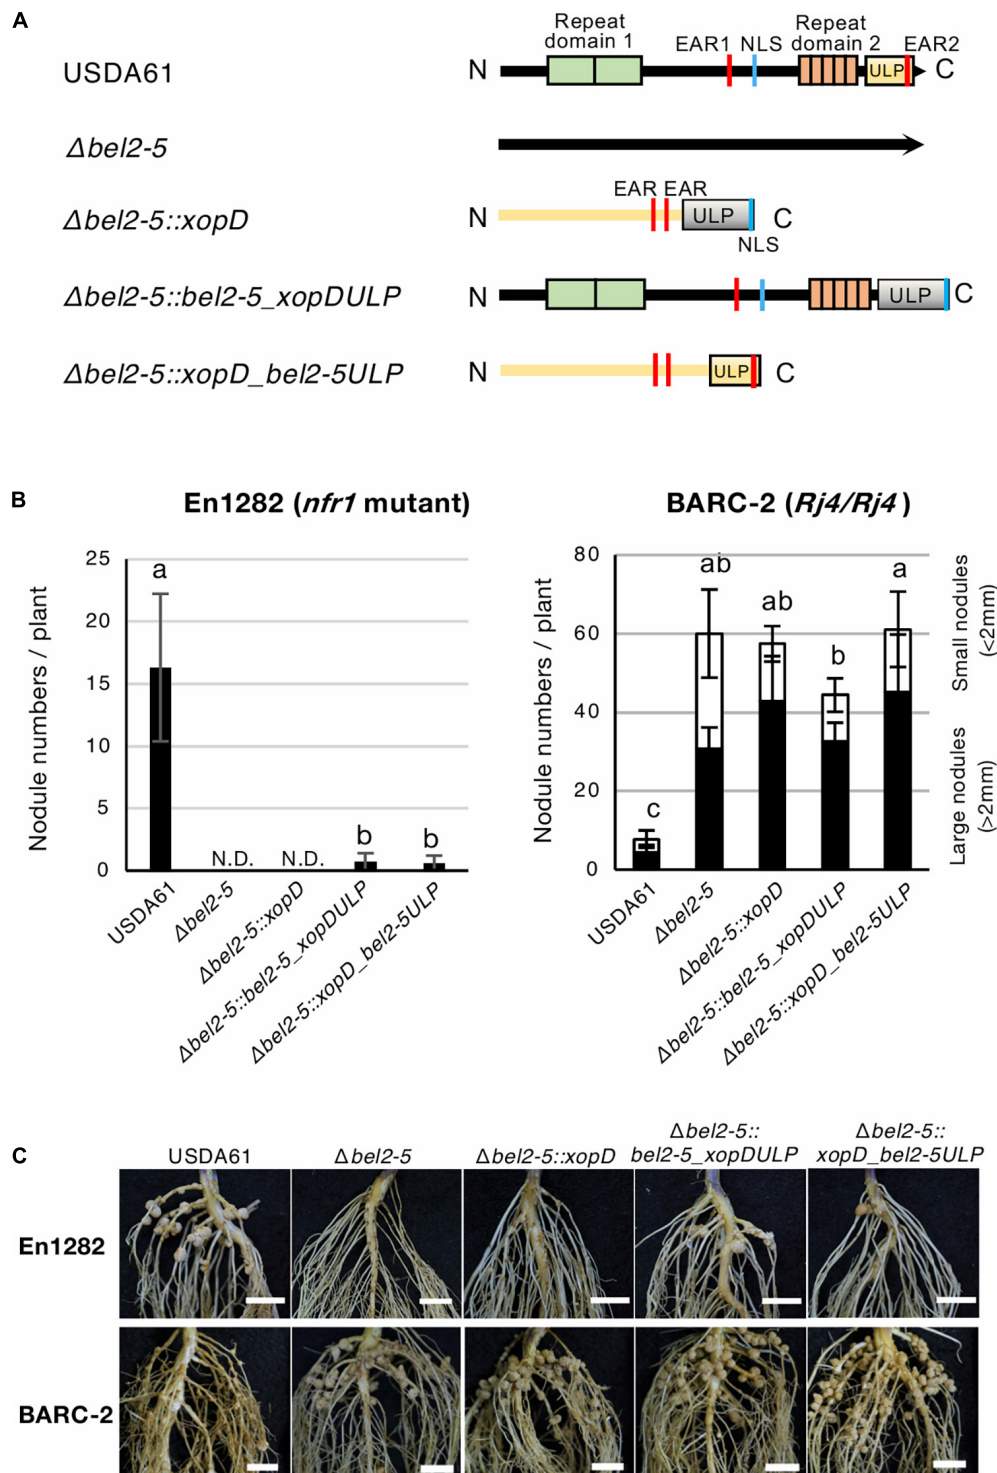 A
Repeat domain 1
EAR1
NLS
Repeat domain 2
EAR2
USDA61
N
ULP
C
Δbel2-5
EAR EAR
Δbel2-5::xopD
N
ULP
C
NLS
Δbel2-5::bel2-5_xopDULP
N
ULP
C
Δbel2-5::xopD_bel2-5ULP
N
ULP
C
B
En1282 (nfr1 mutant)
Nodule numbers / plant
25
20
15
10
5
0
a
N.D.
N.D.
b
b
USDA61
Δbel2-5
Δbel2-5::xopD
Δbel2-5::bel2-5_xopDULP
Δbel2-5::xopD_bel2-5ULP
BARC-2 (Rj4/Rj4 )
Nodule numbers / plant
80
60
40
20
0
c
ab
ab
b
a
Small nodules (<2mm)
Large nodules (>2mm)
USDA61
Δbel2-5
Δbel2-5::xopD
Δbel2-5::bel2-5_xopDULP
Δbel2-5::xopD_bel2-5ULP
C
USDA61
Δbel2-5
Δbel2-5::xopD
Δbel2-5::
bel2-5_xopDULP
Δbel2-5::
xopD_bel2-5ULP
En1282
BARC-2